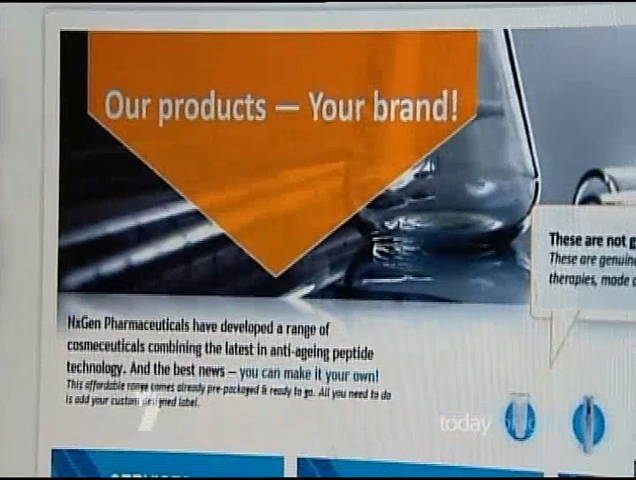 Our products — Your brand!
These are not
These are genuine
therapies, made
NxGen Pharmaceuticals have developed a range of
cosmeceuticals combining the latest in anti-ageing peptide
technology. And the best news – you can make it your own!
This affordable range comes already pre-packaged & ready to go. All you need to do
is add your custom designed label.
today